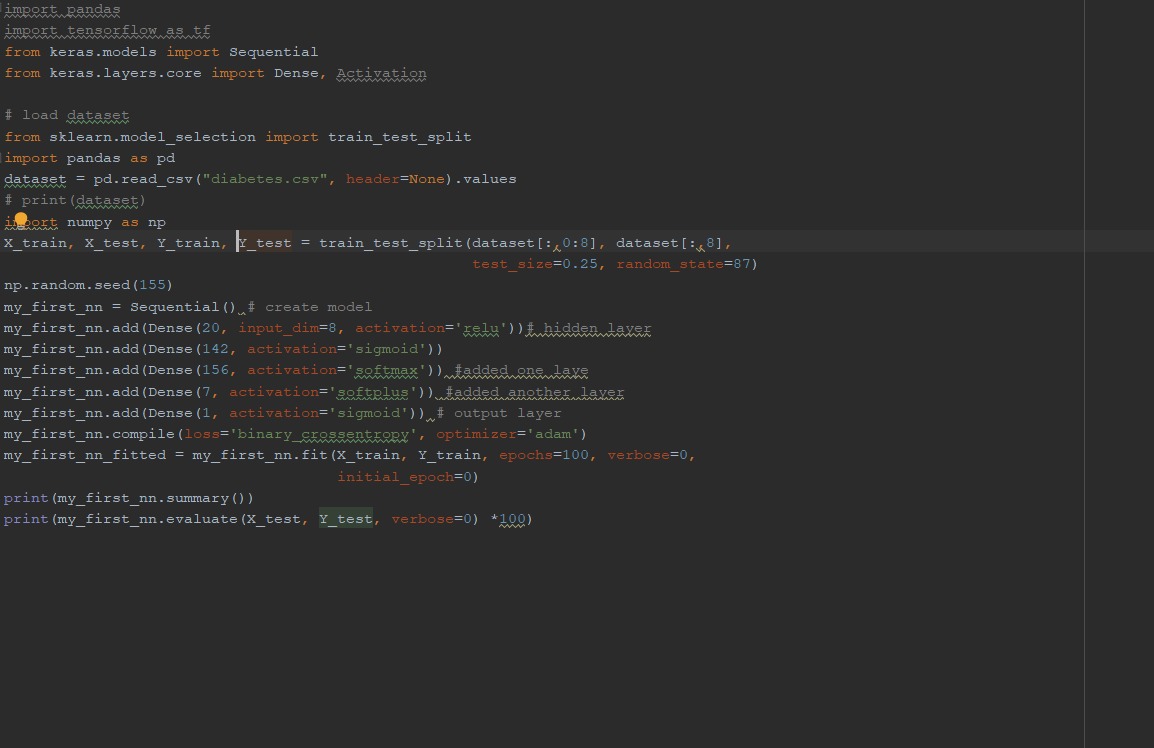 import pandas
import tensorflow as tf
from keras.models import Sequential
from keras.layers.core import Dense, Activation
# load dataset
from sklearn.model_selection import train_test_split
import pandas as pd
dataset = pd.read_csv("diabetes.csv", header=None).values
# print(dataset)
import numpy as np
X_train, X_test, Y_train, Y_test = train_test_split(dataset[:,0:8], dataset[:,8],
test_size=0.25, random_state=87)
np.random.seed(155)
my_first_nn = Sequential() # create model
my_first_nn.add(Dense(20, input_dim=8, activation='relu'))# hidden layer
my_first_nn.add(Dense(142, activation='sigmoid'))
my_first_nn.add(Dense(156, activation='softmax')) #added one laye
my_first_nn.add(Dense(7, activation='softplus')) #added another layer
my_first_nn.add(Dense(1, activation='sigmoid')) # output layer
my_first_nn.compile(loss='binary_crossentropy', optimizer='adam')
my_first_nn_fitted = my_first_nn.fit(X_train, Y_train, epochs=100, verbose=0,
initial_epoch=0)
print(my_first_nn.summary())
print(my_first_nn.evaluate(X_test, Y_test, verbose=0) *100)